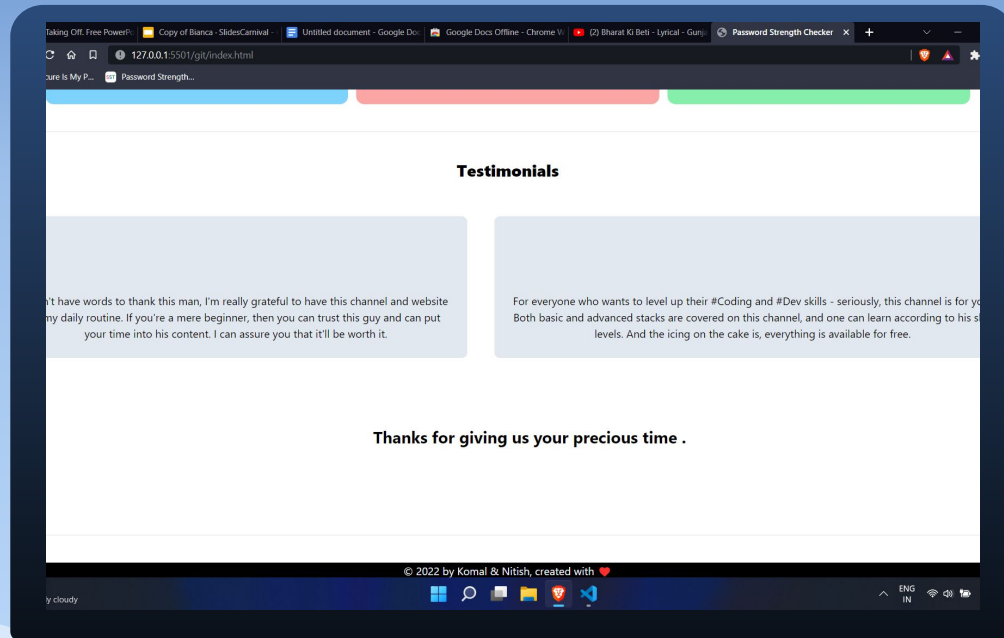 Taking Off. Free PowerPo
Copy of Bianca - SlidesCarnival -
Untitled document - Google Doc
Google Docs Offline - Chrome W
(2) Bharat Ki Beti - Lyrical - Gunj
Password Strength Checker
127.0.0.1:5501/git/index.html
cure Is My P...
Password Strength...
Testimonials
n't have words to thank this man, I'm really grateful to have this channel and website
my daily routine. If you're a mere beginner, then you can trust this guy and can put
your time into his content. I can assure you that it'll be worth it.
For everyone who wants to level up their #Coding and #Dev skills - seriously, this channel is for yo
Both basic and advanced stacks are covered on this channel, and one can learn according to his s
levels. And the icing on the cake is, everything is available for free.
Thanks for giving us your precious time .
© 2022 by Komal & Nitish, created with ❤
ly cloudy
ENG
IN